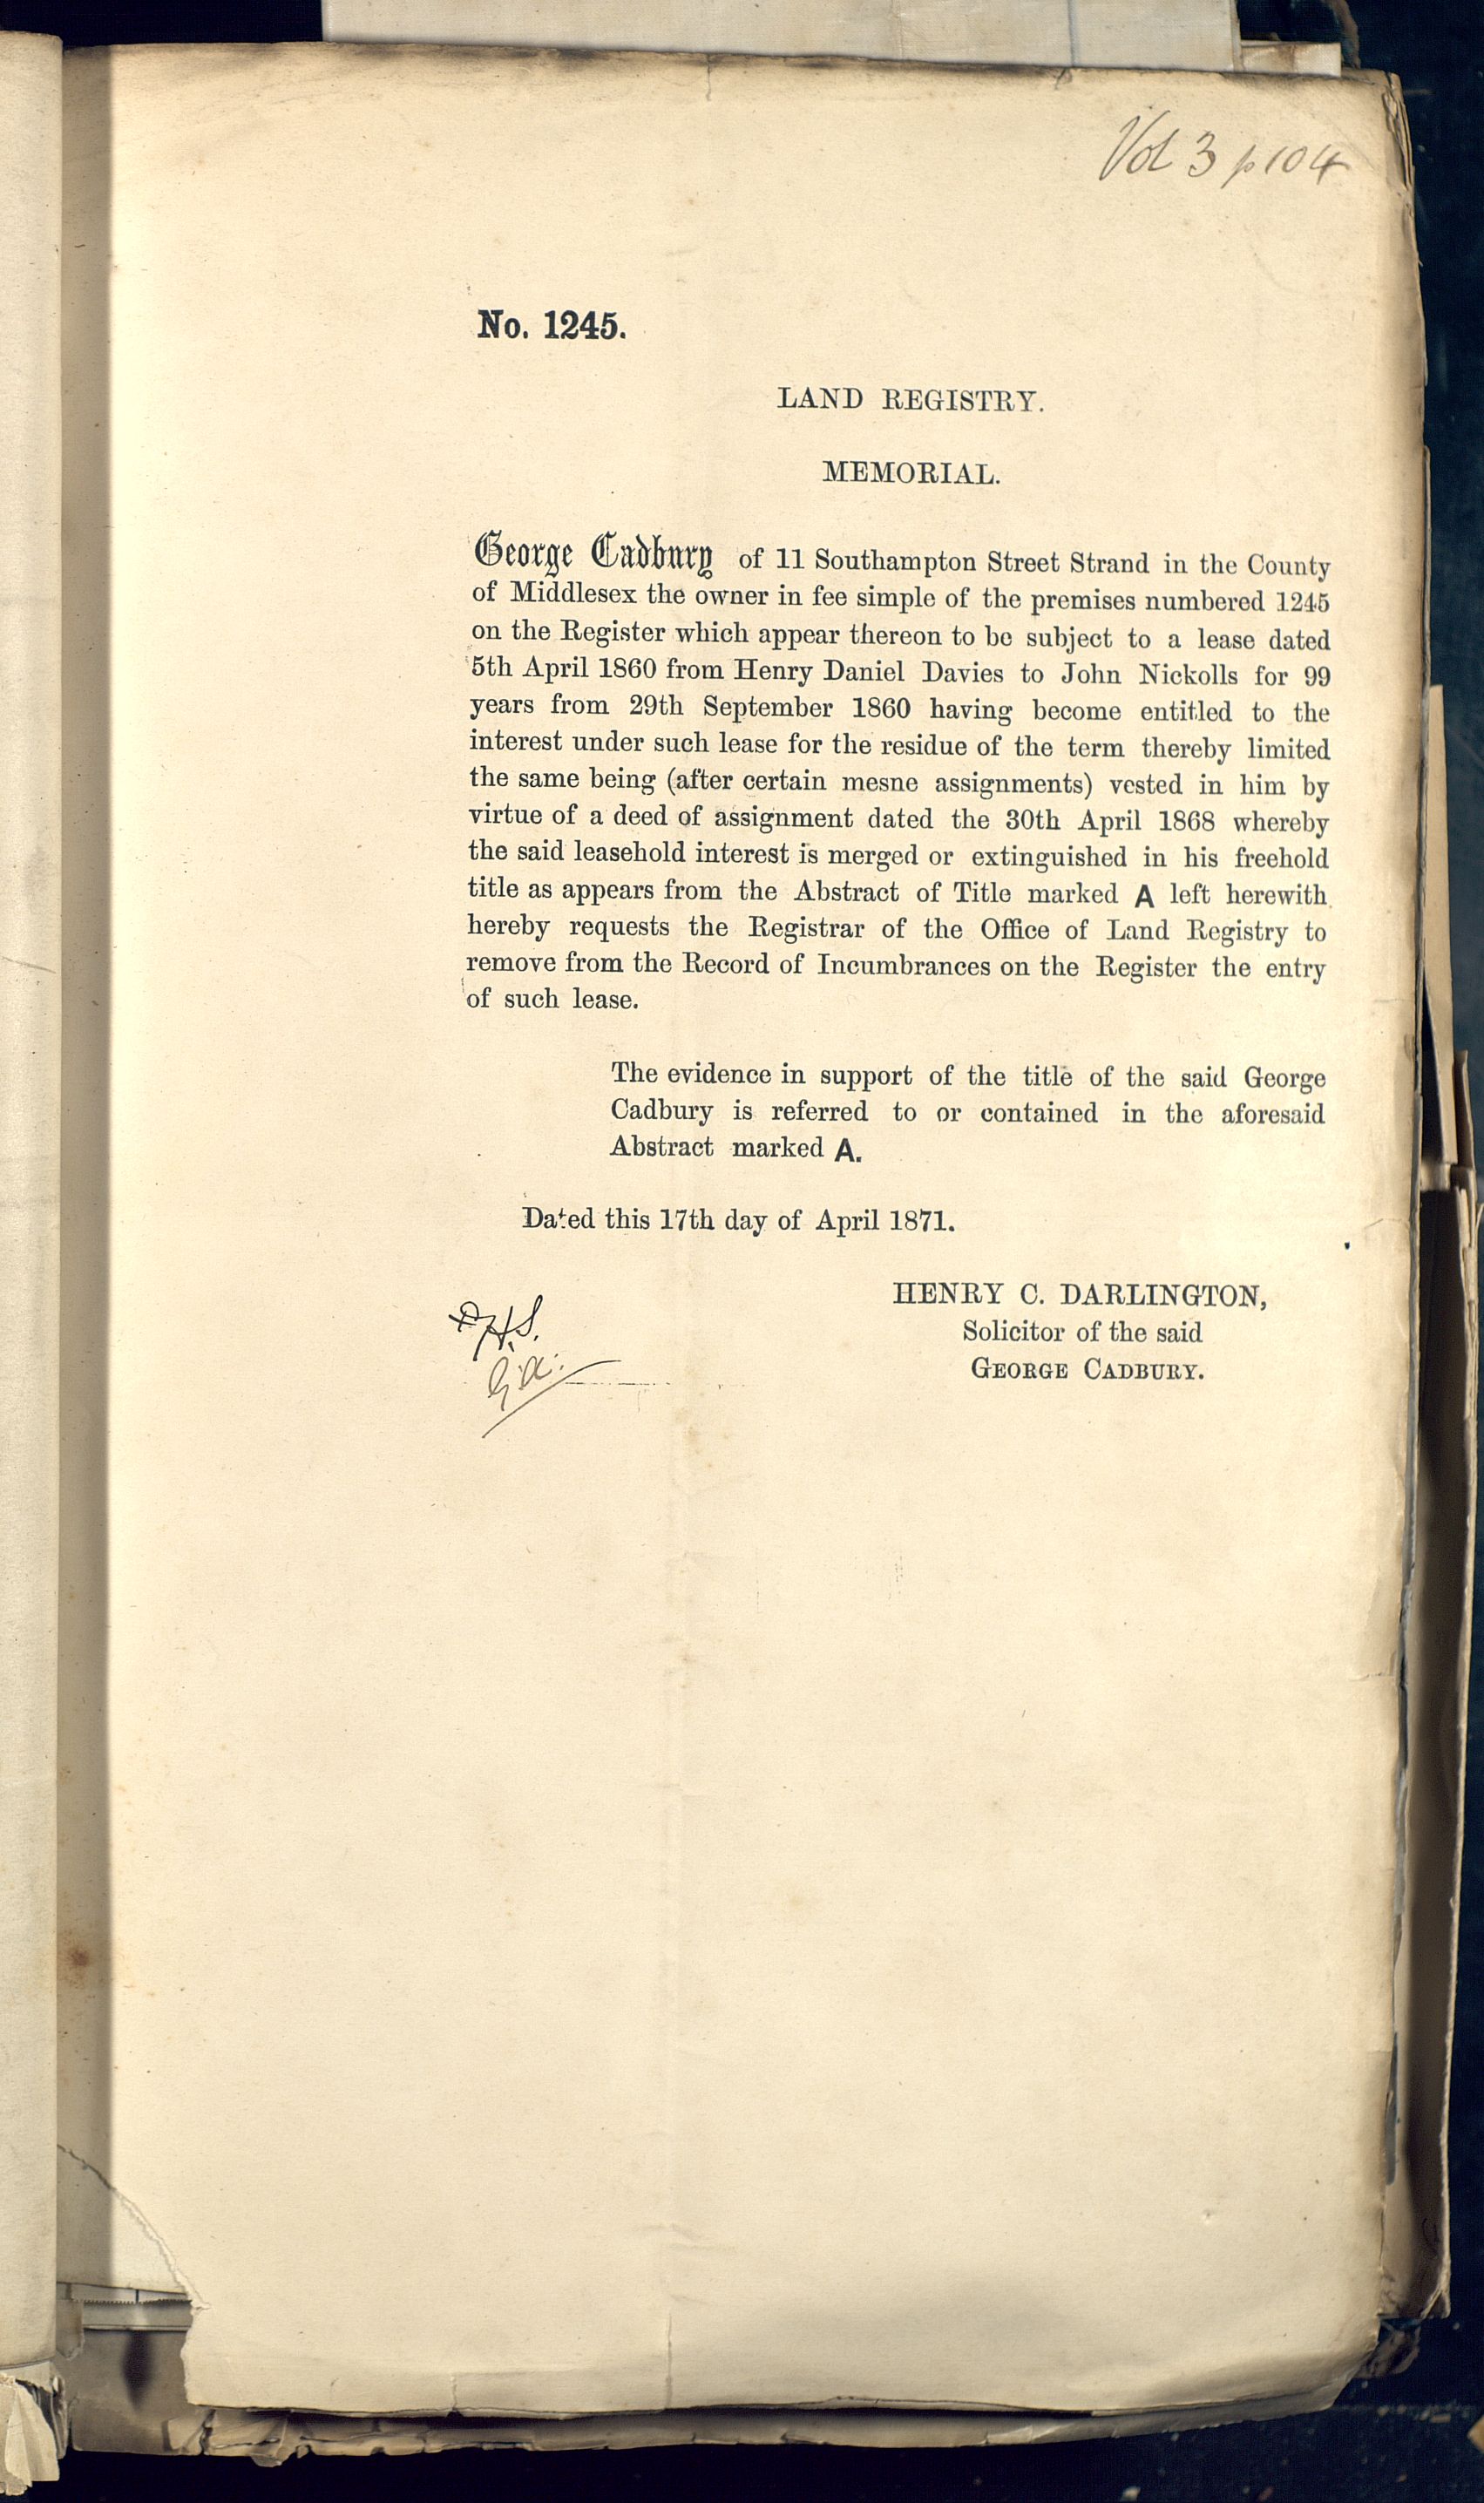 Vol 3 p 104
No. 1245.
LAND REGISTRY.
MEMORIAL.
George Cadbury of 11 Southampton Street Strand in the County
of Middlesex the owner in fee simple of the premises numbered 1245
on the Register which appear thereon to be subject to a lease dated
5th April 1860 from Henry Daniel Davies to John Nickolls for 99
years from 29th September 1860 having become entitled to the
interest under such lease for the residue of the term thereby limited
the same being (after certain mesne assignments) vested in him by
virtue of a deed of assignment dated the 30th April 1868 whereby
the said leasehold interest is merged or extinguished in his freehold
title as appears from the Abstract of Title marked A left herewith
hereby requests the Registrar of the Office of Land Registry to
remove from the Record of Incumbrances on the Register the entry
of such lease.
The evidence in support of the title of the said George
Cadbury is referred to or contained in the aforesaid
Abstract marked A.
Dated this 17th day of April 1871.
HENRY C. DARLINGTON,
Solicitor of the said
GEORGE CADBURY.